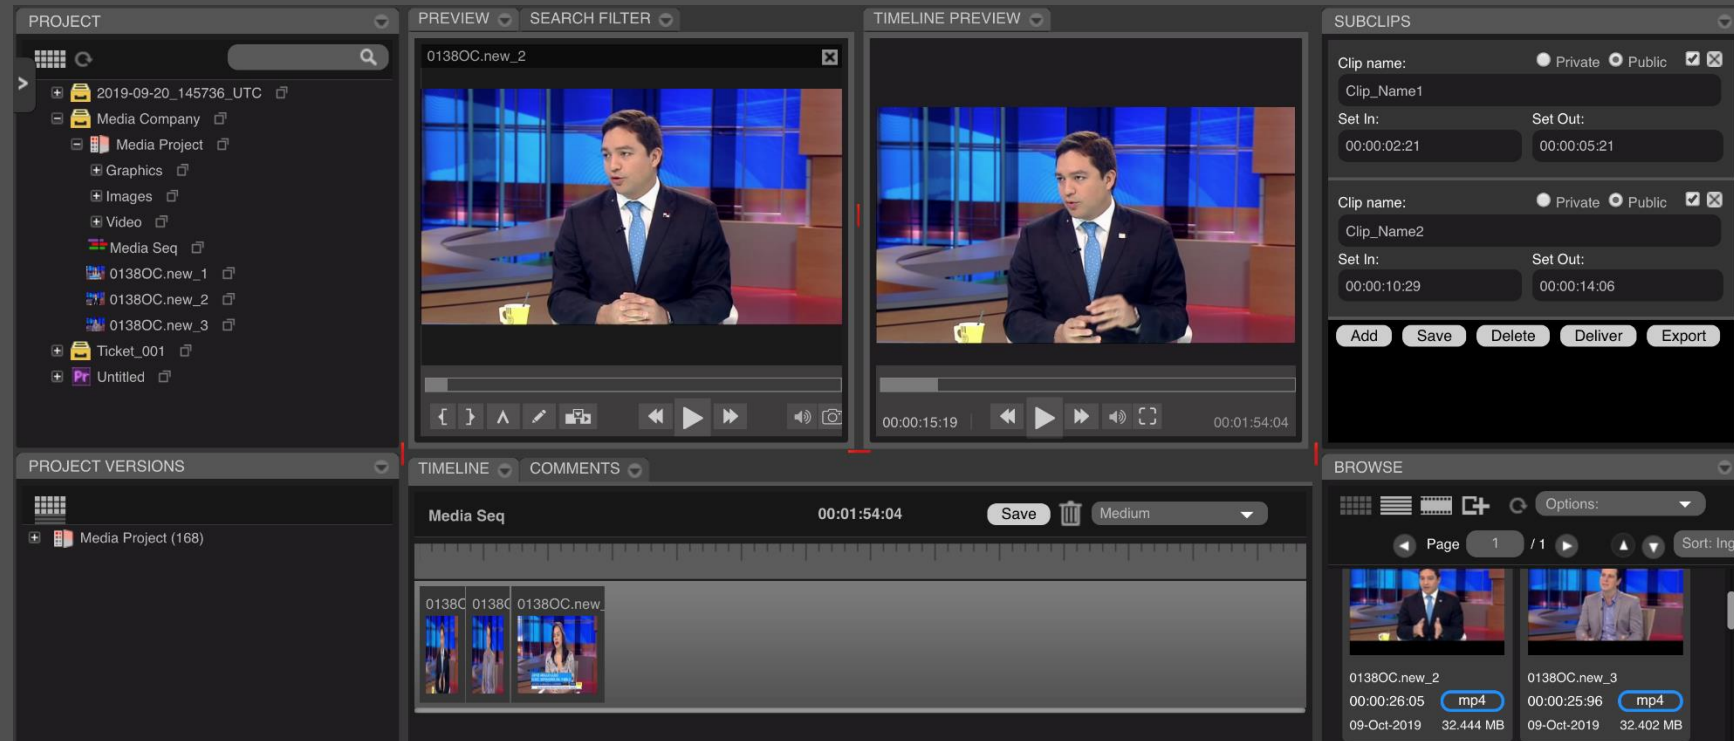 PROJECT
2019-09-20_145736_UTC
Media Company
Media Project
Graphics
Images
Video
Media Seq
0138OC.new_1
0138OC.new_2
0138OC.new_3
Ticket_001
Pr Untitled
PROJECT VERSIONS
Media Project (168)
PREVIEW SEARCH FILTER
0138OC.new_2
TIMELINE PREVIEW
00:00:15:19 00:01:54:04
TIMELINE COMMENTS
Media Seq 00:01:54:04 Save Medium
0138C 0138C 0138OC.new_
SUBCLIPS
Clip name: Private Public
Clip_Name1
Set In: Set Out:
00:00:02:21 00:00:05:21
Clip name: Private Public
Clip_Name2
Set In: Set Out:
00:00:10:29 00:00:14:06
Add Save Delete Deliver Export
BROWSE
Options:
Page 1 / 1 Sort: Ing
0138OC.new_2 0138OC.new_3
00:00:26:05 mp4 00:00:25:96 mp4
09-Oct-2019 32.444 MB 09-Oct-2019 32.402 MB